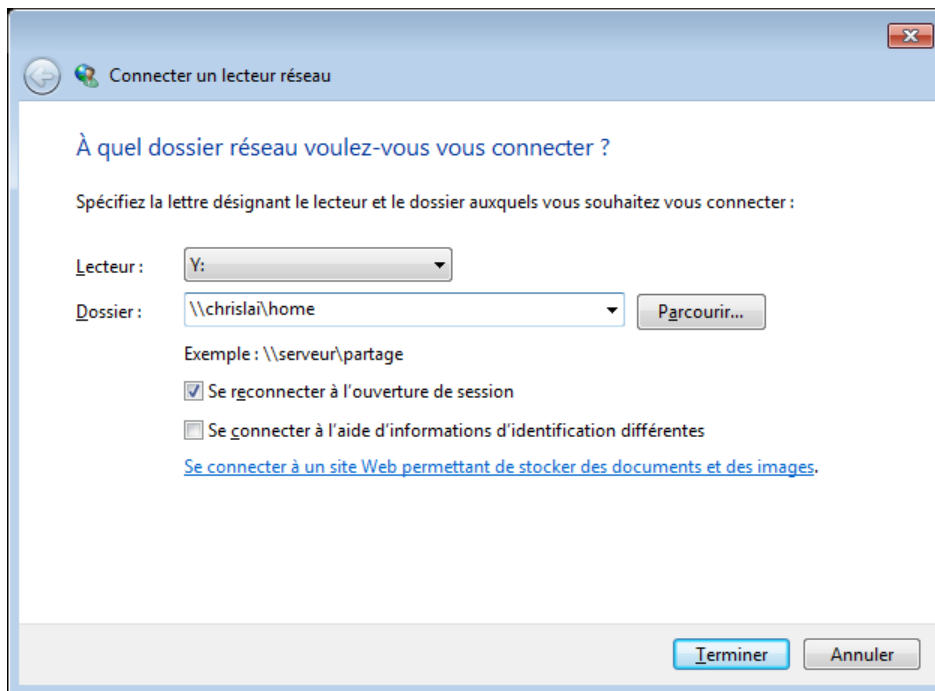 Connecter un lecteur réseau
À quel dossier réseau voulez-vous vous connecter ?
Spécifiez la lettre désignant le lecteur et le dossier auxquels vous souhaitez vous connecter :
Lecteur : Y:
Dossier : \\chrislai\home Parcourir...
Exemple : \\serveur\partage
Se reconnecter à l'ouverture de session
Se connecter à l'aide d'informations d'identification différentes
Se connecter à un site Web permettant de stocker des documents et des images.
Terminer Annuler